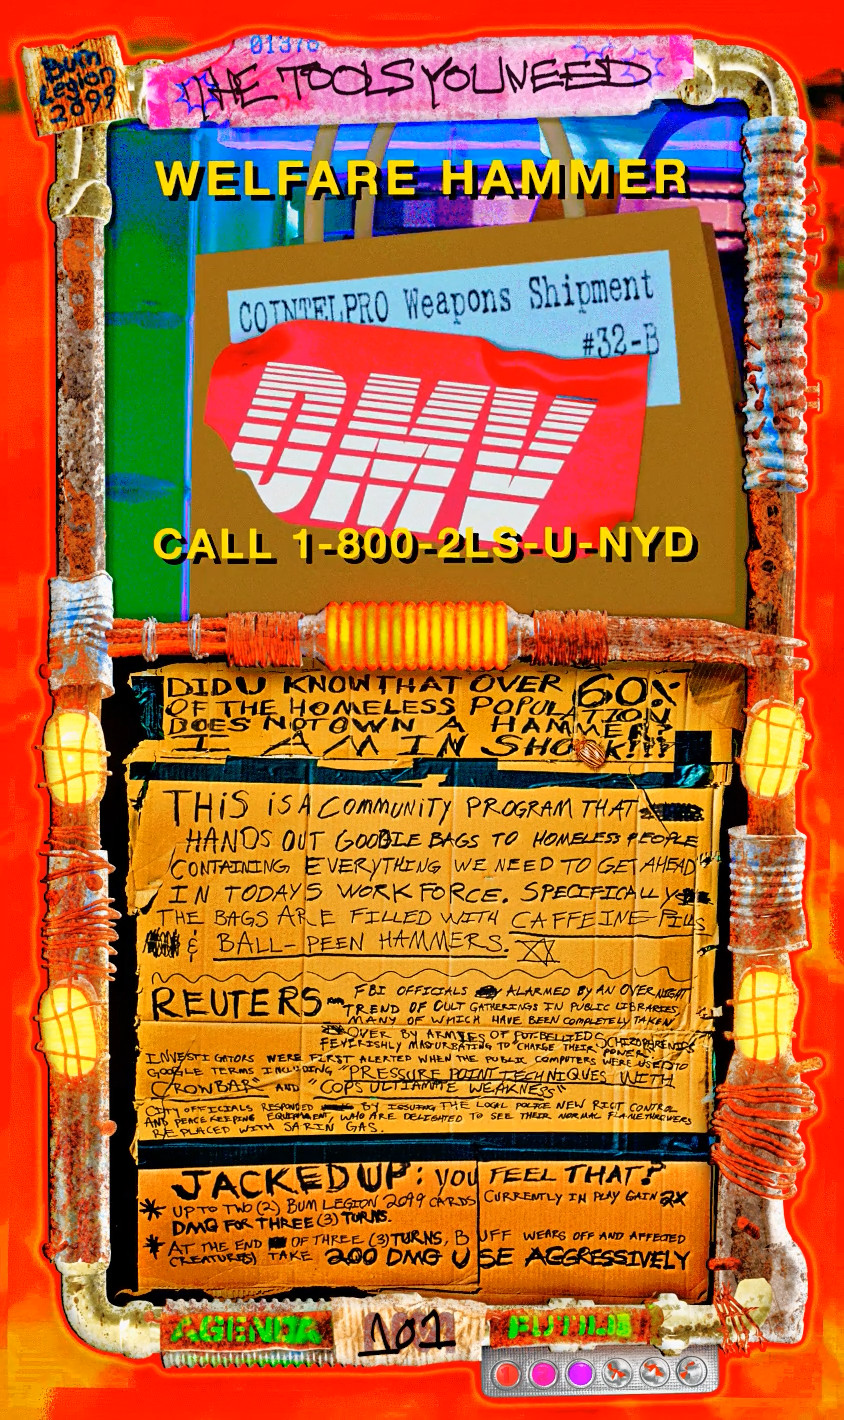 Bum
Legion
2099
01376
THE TOOLS YOU NEED
WELFARE HAMMER
COINTELPRO Weapons Shipment
#32-B
DMV
CALL 1-800-2LS-U-NYD
DID U KNOW THAT OVER 60%
OF THE HOMELESS POPULATION
DOES NOT OWN A HAMMER?
I AM IN SHOCK!!!
THIS IS A COMMUNITY PROGRAM THAT
HANDS OUT GOODIE BAGS TO HOMELESS PEOPLE
CONTAINING EVERYTHING WE NEED TO GET AHEAD
IN TODAYS WORKFORCE. SPECIFICALLY
THE BAGS ARE FILLED WITH CAFFEINE PILLS
& BALL-PEEN HAMMERS.
REUTERS- FBI OFFICIALS ALARMED BY AN OVERNIGHT
TREND OF CULT GATHERINGS IN PUBLIC LIBRARIES,
MANY OF WHICH HAVE BEEN COMPLETELY TAKEN
OVER BY ARMIES OF POT-BELLIED SCHIZOPHRENICS
FEVERISHLY MASTURBATING TO "CHARGE THEIR POWER".
INVESTIGATORS WERE FIRST ALERTED WHEN THE PUBLIC COMPUTERS WERE USED TO
GOOGLE TERMS INCLUDING "PRESSURE POINT TECHNIQUES WITH
CROWBAR" AND "COPS ULTIAMTE WEAKNESS"
CITY OFFICIALS RESPONDED BY ISSUING THE LOCAL POLICE NEW RIOT CONTROL
AND PEACEKEEPING EQUIPMENT, WHO ARE DELIGHTED TO SEE THEIR NORMAL FLAMETHROWERS
REPLACED WITH SARIN GAS.
JACKED UP: YOU FEEL THAT?
* UP TO TWO (2) BUM LEGION 2099 CARDS CURRENTLY IN PLAY GAIN 2X
DMG FOR THREE (3) TURNS.
* AT THE END OF THREE (3) TURNS, BUFF WEARS OFF AND AFFECTED
CREATURE(S) TAKE 200 DMG USE AGGRESSIVELY
AGENDA 101 FUTILE